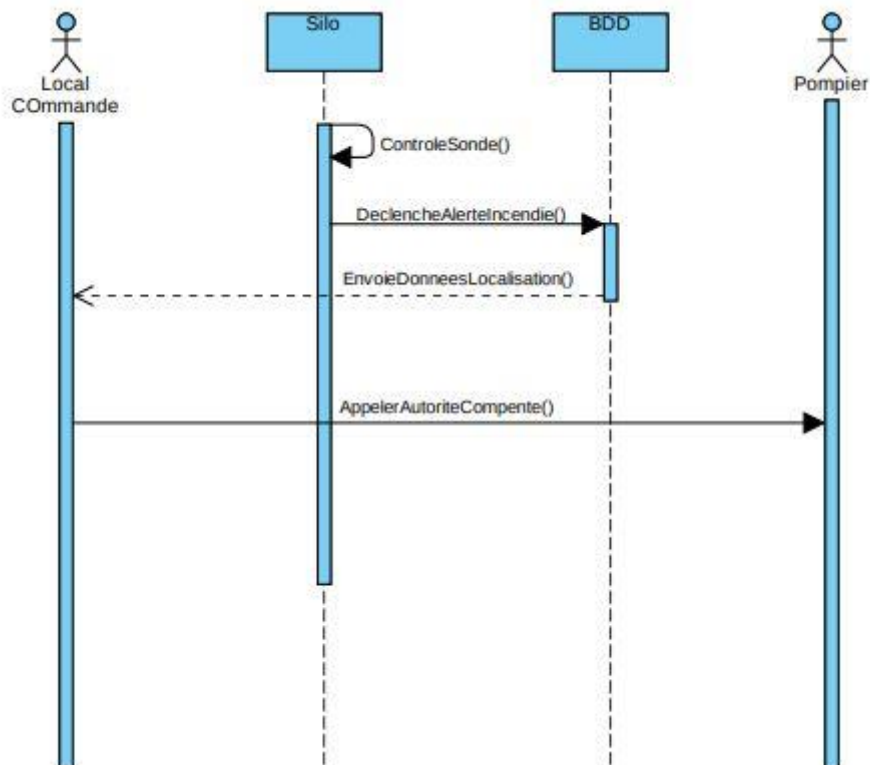 Silo
BDD
Local
COmmande
Pompier
ControleSonde()
DeclencheAlerteIncendie()
EnvoieDonneesLocalisation()
AppelerAutoriteCompente()